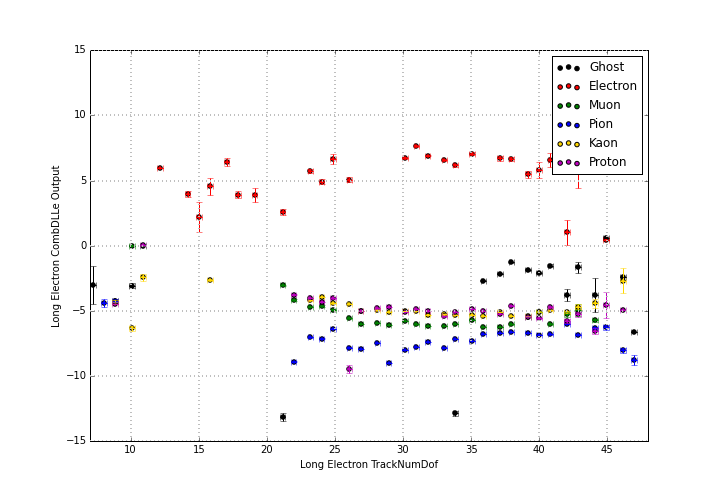 15
10
5
0
−5
−10
−15
Long Electron CombDLLe Output
10
15
20
25
30
35
40
45
Long Electron TrackNumDof
Ghost
Electron
Muon
Pion
Kaon
Proton